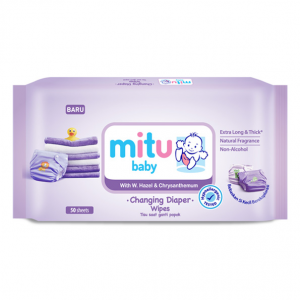 BARU
mitu
baby
With W. Hazel & Chrysanthemum
Changing Diaper
Wipes
Tisu saat ganti popok
50 sheets
Extra Long & Thick*
Natural Fragrance
Non-Alcohol